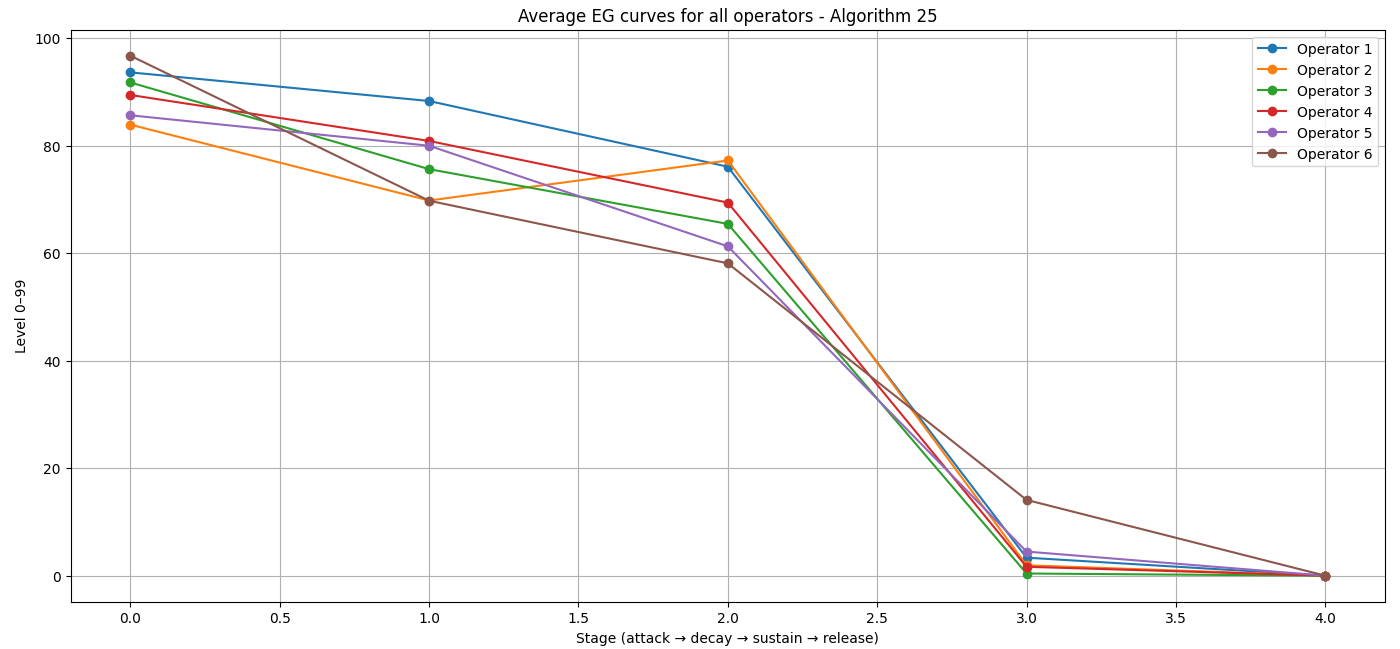 Average EG curves for all operators - Algorithm 25
Level 0–99
100
80
60
40
20
0
0.0 0.5 1.0 1.5 2.0 2.5 3.0 3.5 4.0
Stage (attack → decay → sustain → release)
Operator 1
Operator 2
Operator 3
Operator 4
Operator 5
Operator 6